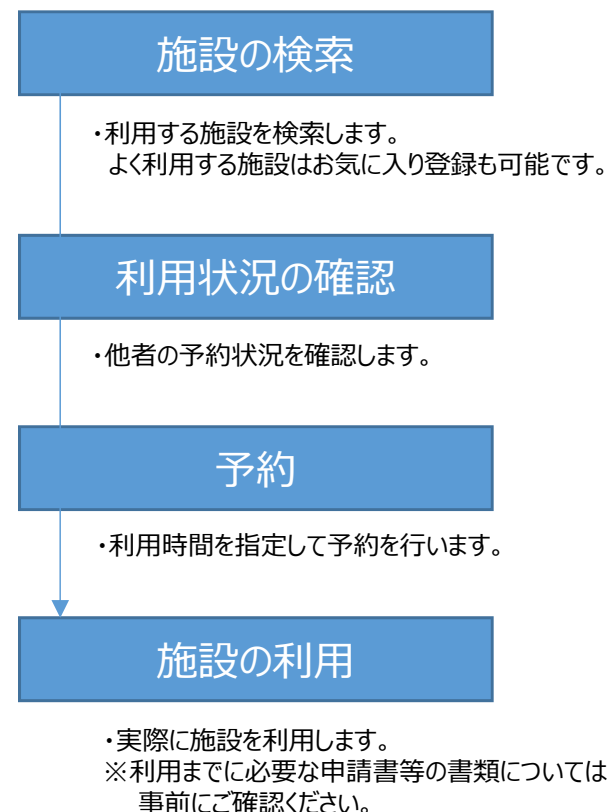 施設の検索
・利用する施設を検索します。
よく利用する施設はお気に入り登録も可能です。
利用状況の確認
・他者の予約状況を確認します。
予約
・利用時間を指定して予約を行います。
施設の利用
・実際に施設を利用します。
※利用までに必要な申請書等の書類については
事前にご確認ください。